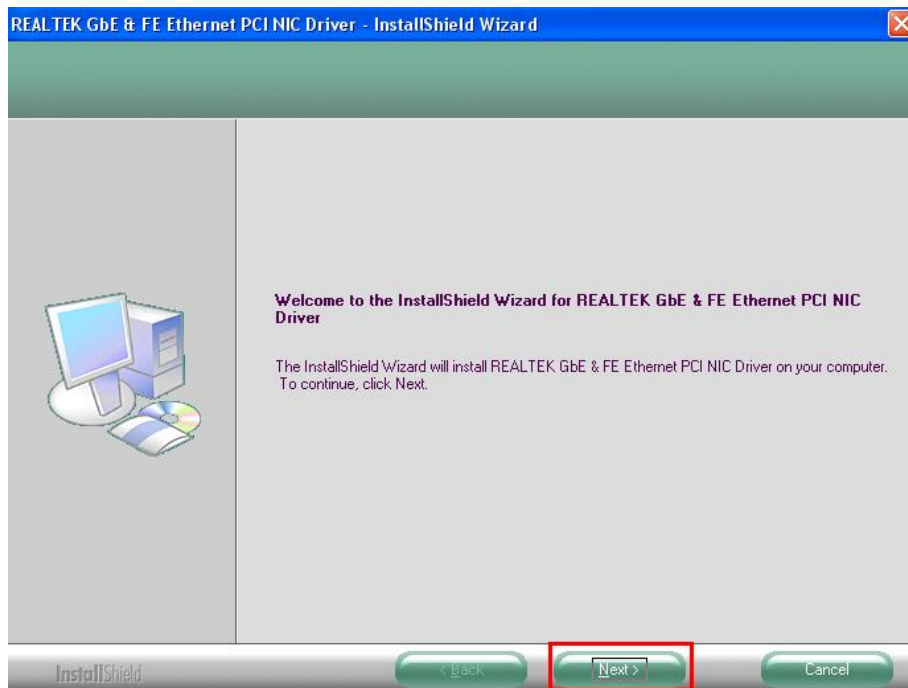 REALTEK GbE & FE Ethernet PCI NIC Driver - InstallShield Wizard
Welcome to the InstallShield Wizard for REALTEK GbE & FE Ethernet PCI NIC
Driver
The InstallShield Wizard will install REALTEK GbE & FE Ethernet PCI NIC Driver on your computer.
To continue, click Next.
InstallShield
< Back
Next >
Cancel